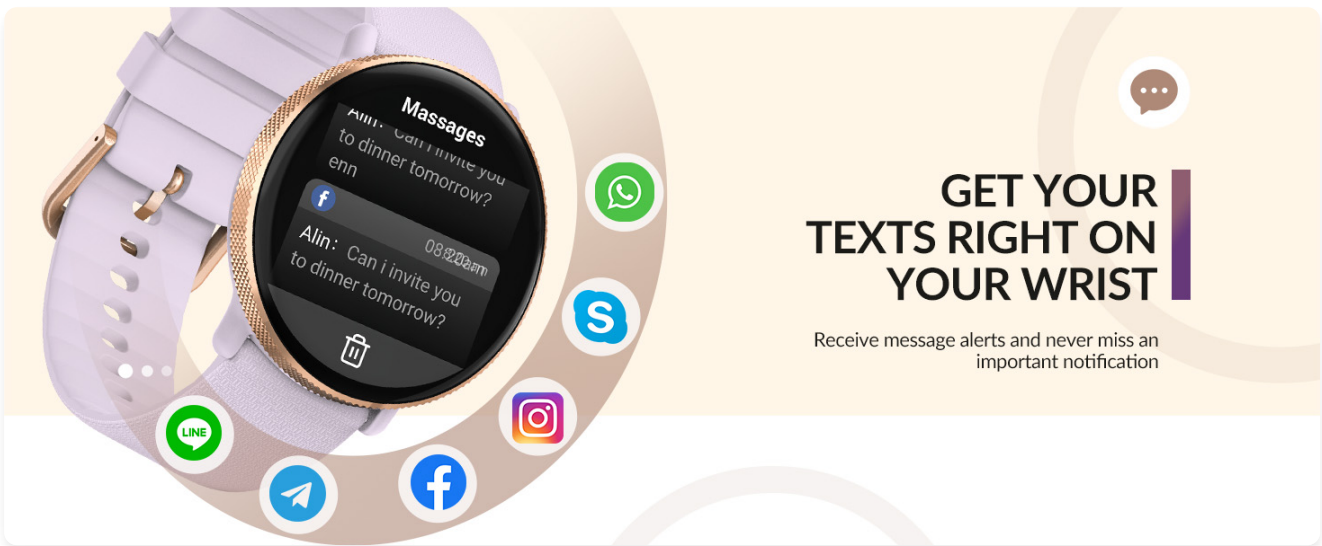 Massages
Alin: Can i invite you
to dinner tomorrow?
enn
Alin: Can i invite you
to dinner tomorrow?
LINE
GET YOUR
TEXTS RIGHT ON
YOUR WRIST
Receive message alerts and never miss an
important notification